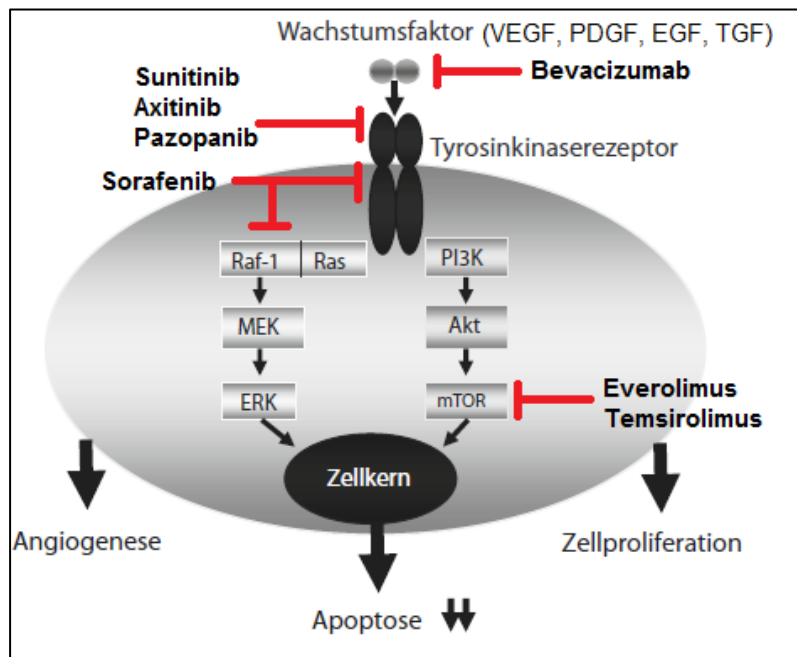 Wachstumsfaktor (VEGF, PDGF, EGF, TGF)
Bevacizumab
Sunitinib
Axitinib
Pazopanib
Tyrosinkinaserezeptor
Sorafenib
Raf-1 Ras
PI3K
MEK
Akt
ERK
mTOR
Everolimus
Temsirolimus
Zellkern
Angiogenese
Zellproliferation
Apoptose